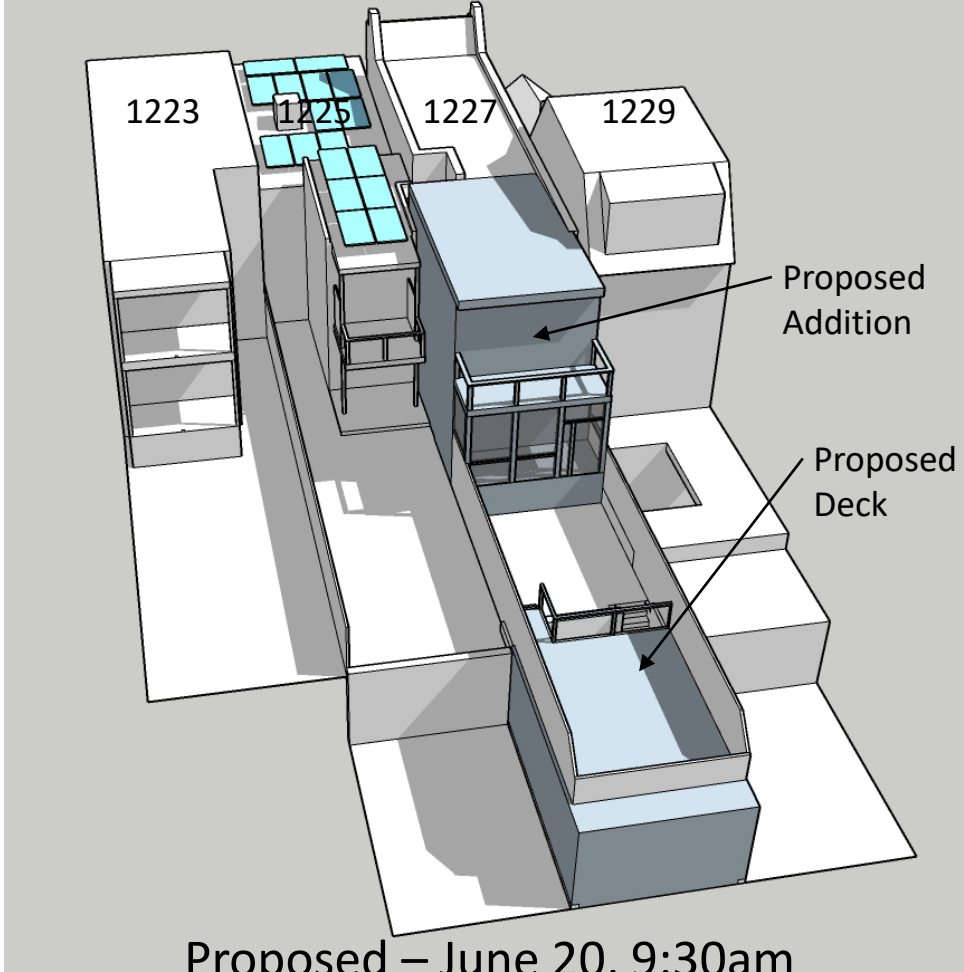 1223 1225 1227 1229
Proposed
Addition
Proposed
Deck
Proposed – June 20, 9:30am